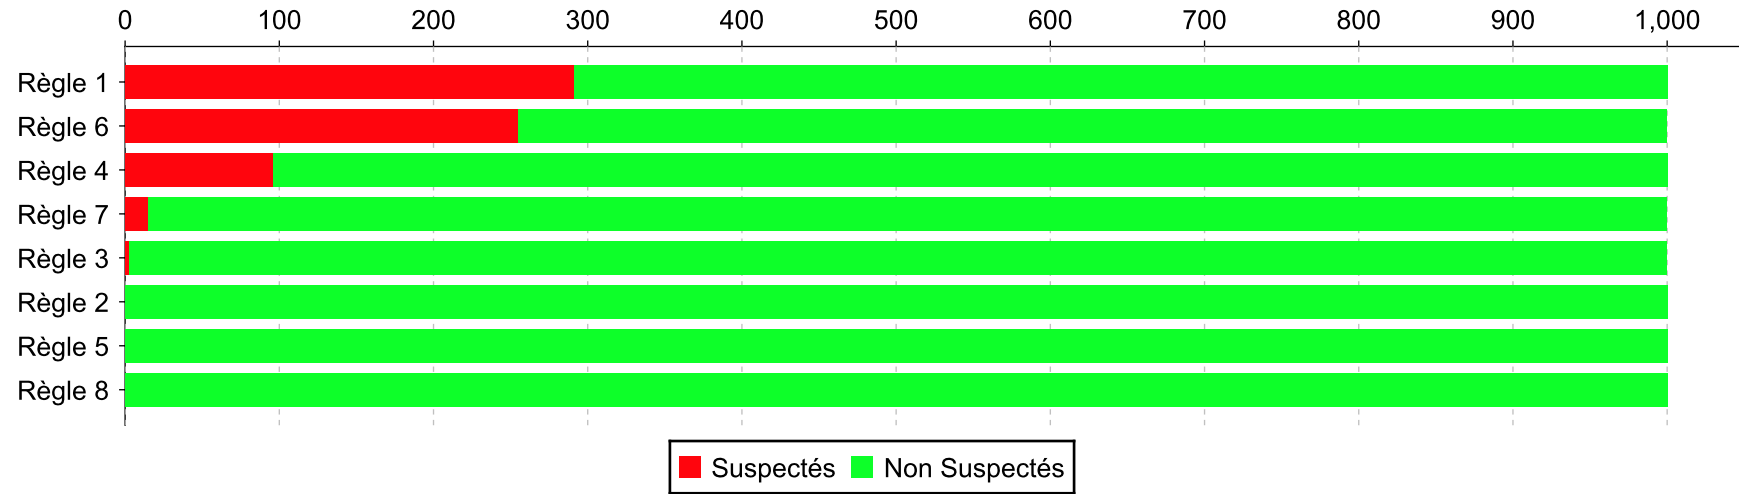 0 100 200 300 400 500 600 700 800 900 1,000
Règle 1
Règle 6
Règle 4
Règle 7
Règle 3
Règle 2
Règle 5
Règle 8
Suspectés Non Suspectés